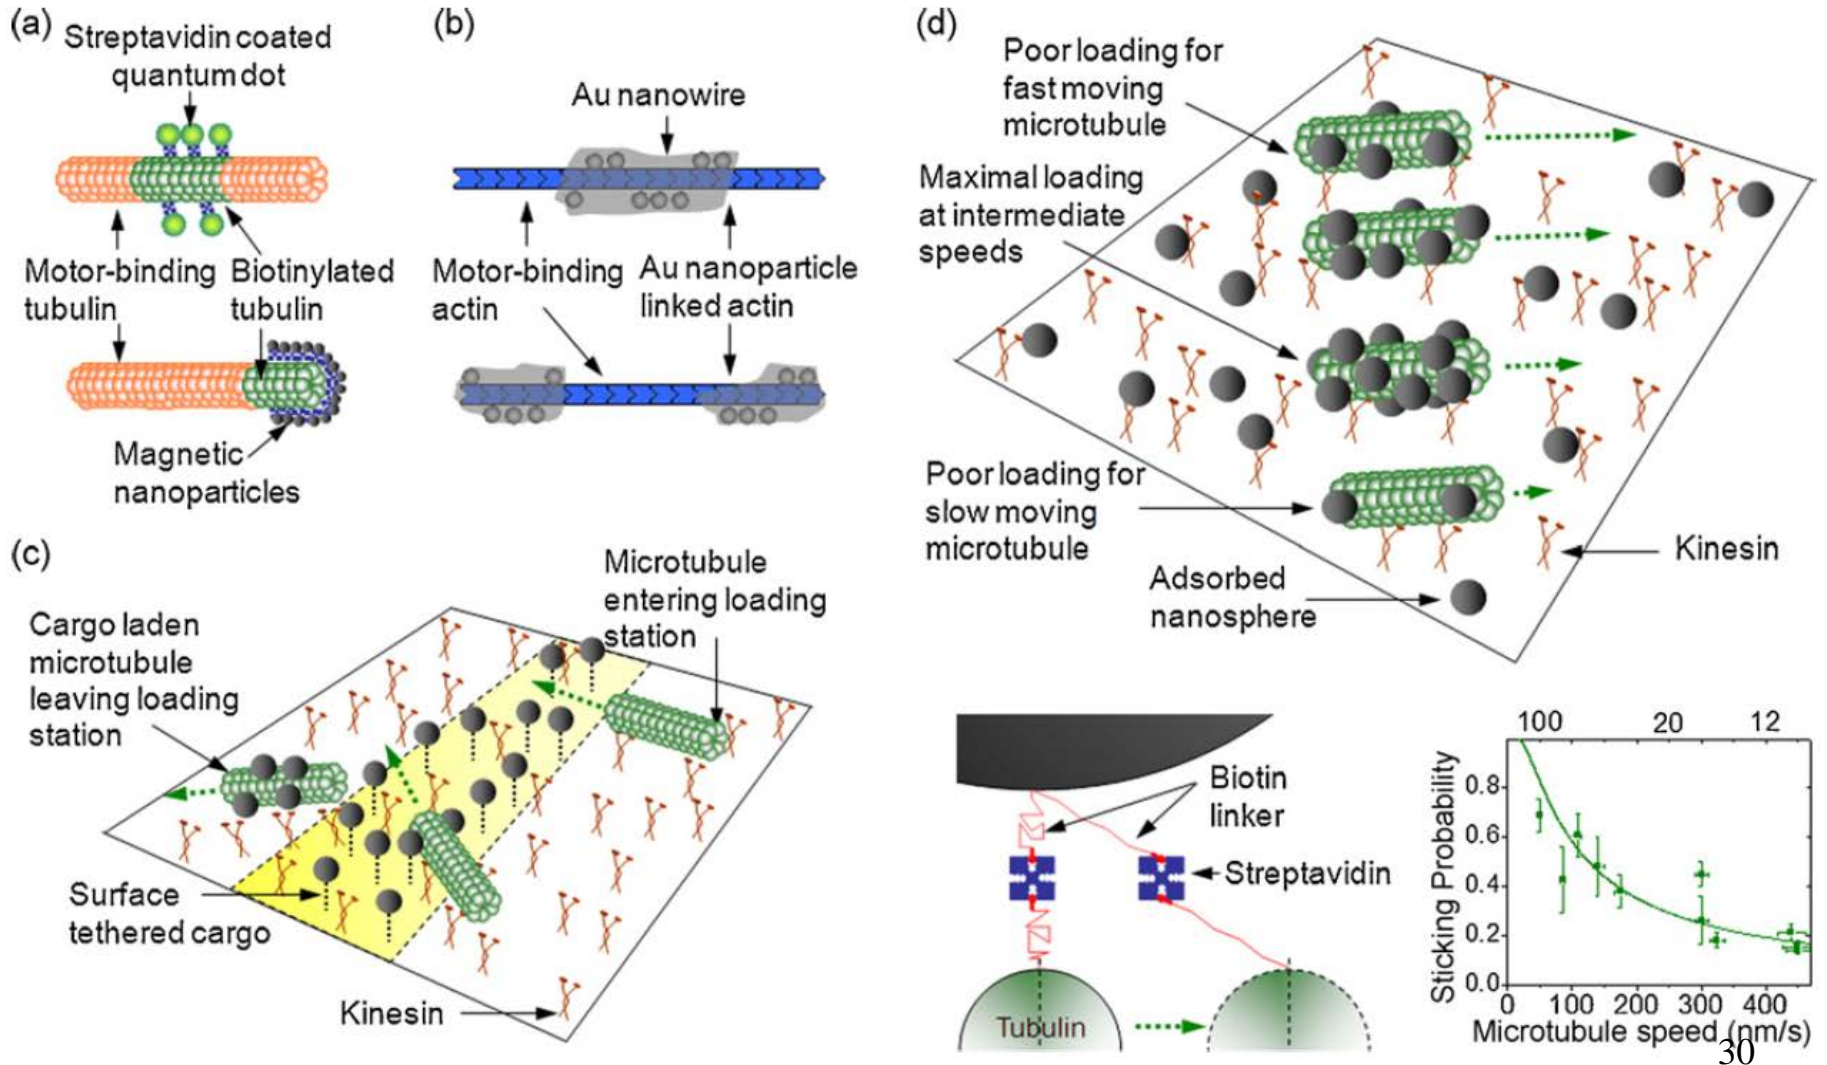 (a)
Streptavidin coated
quantum dot
Motor-binding
tubulin
Biotinylated
tubulin
Magnetic
nanoparticles
(b)
Au nanowire
Motor-binding
actin
Au nanoparticle
linked actin
(c)
Microtubule
entering loading
station
Cargo laden
microtubule
leaving loading
station
Surface
tethered cargo
Kinesin
(d)
Poor loading for
fast moving
microtubule
Maximal loading
at intermediate
speeds
Poor loading for
slow moving
microtubule
Adsorbed
nanosphere
Kinesin
Biotin
linker
Streptavidin
Tubulin
100 20 12
Sticking Probability
0.8
0.6
0.4
0.2
0.0
0 100 200 300 400
Microtubule speed (nm/s)
30